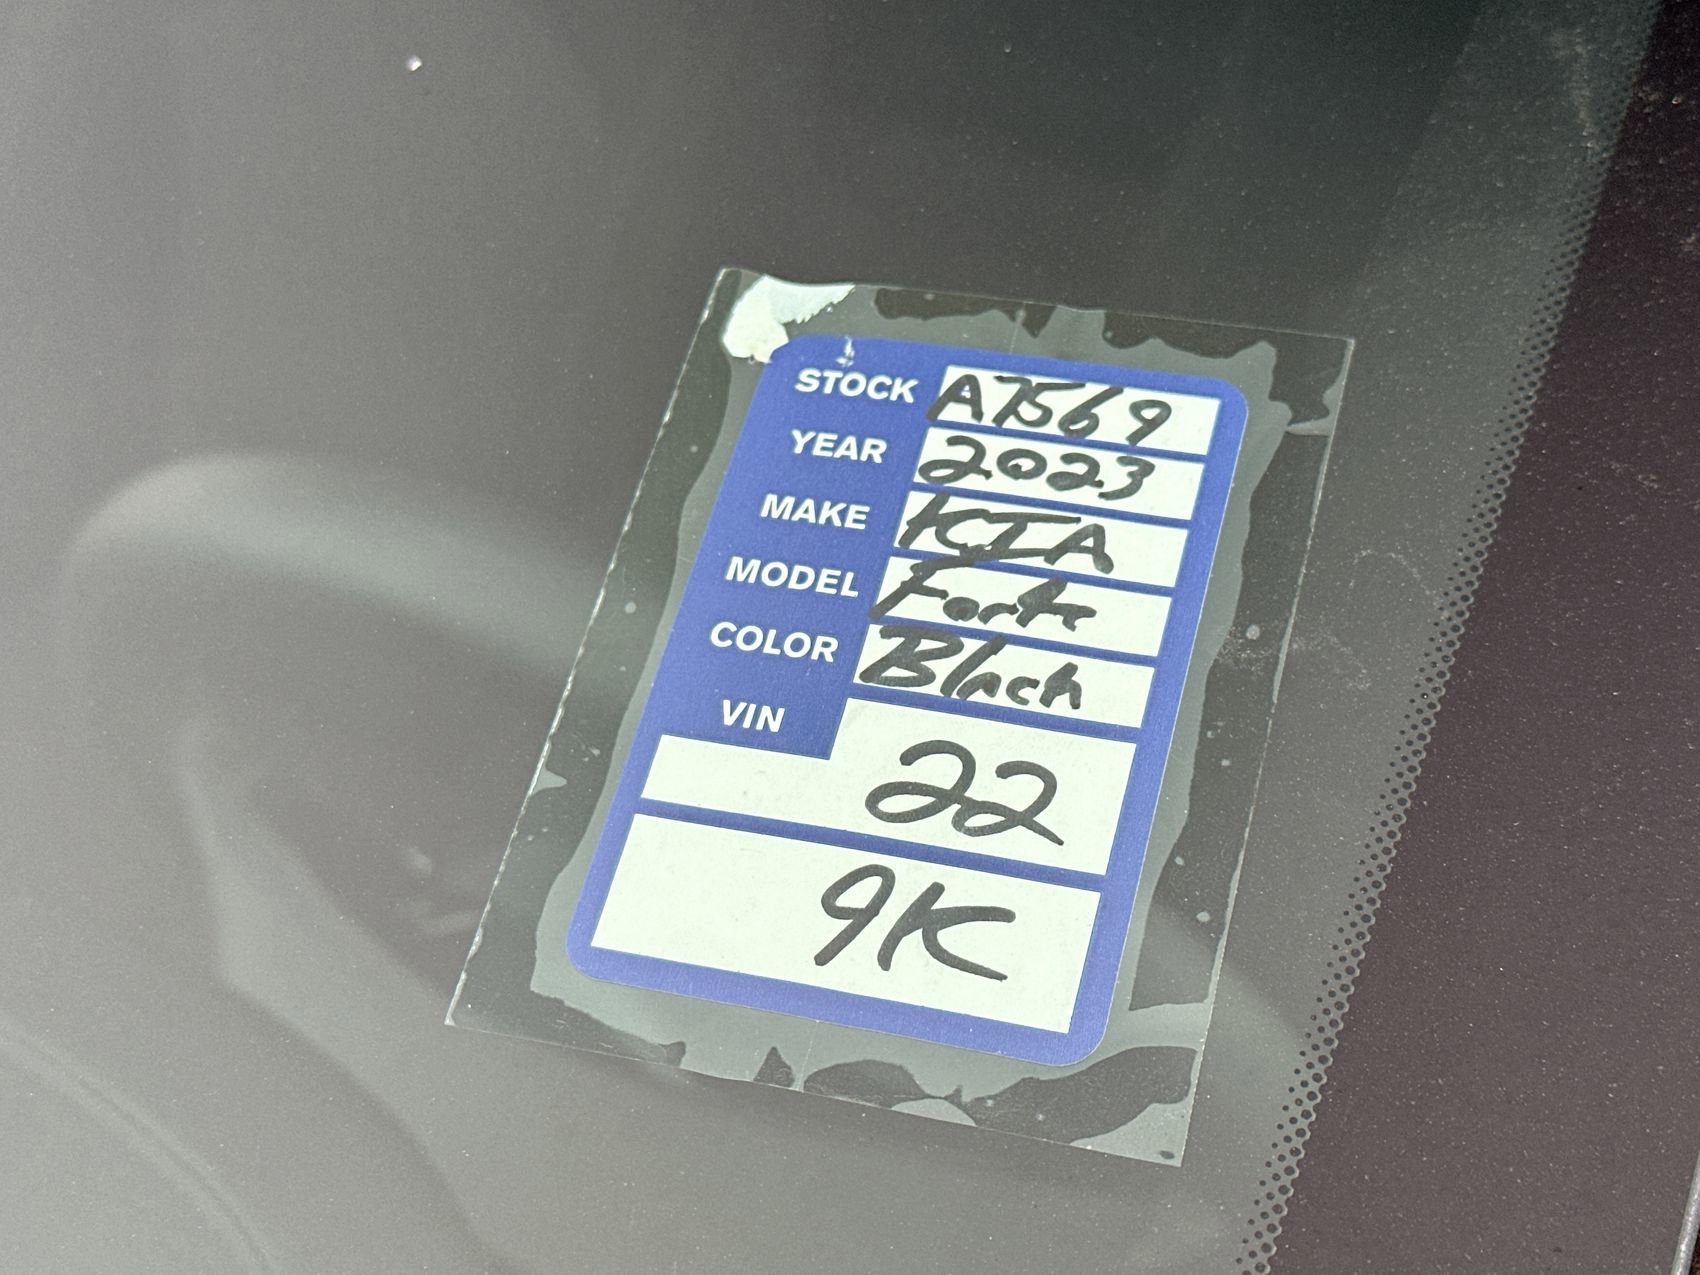 STOCK A7569
YEAR 2023
MAKE KIA
MODEL Forte
COLOR Black
VIN 22
9K